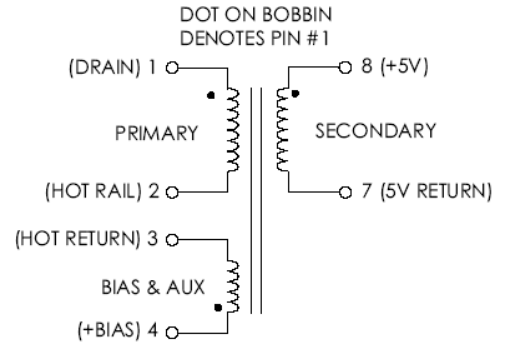 DOT ON BOBBIN
DENOTES PIN #1
(DRAIN) 1
8 (+5V)
PRIMARY
SECONDARY
(HOT RAIL) 2
7 (5V RETURN)
(HOT RETURN) 3
BIAS & AUX
(+BIAS) 4